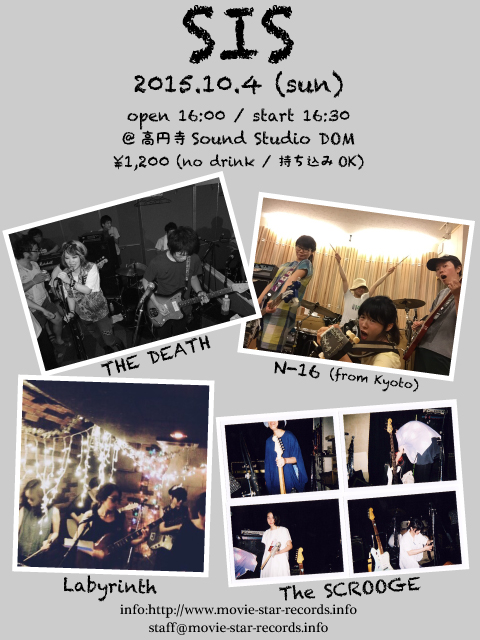 SIS
2015.10.4 (sun)
open 16:00 / start 16:30
@ 高円寺 Sound Studio DOM
¥1,200 (no drink / 持ち込み OK)
THE DEATH
N-16 (from Kyoto)
Labyrinth
The SCROOGE
info:http://www.movie-star-records.info
staff@movie-star-records.info